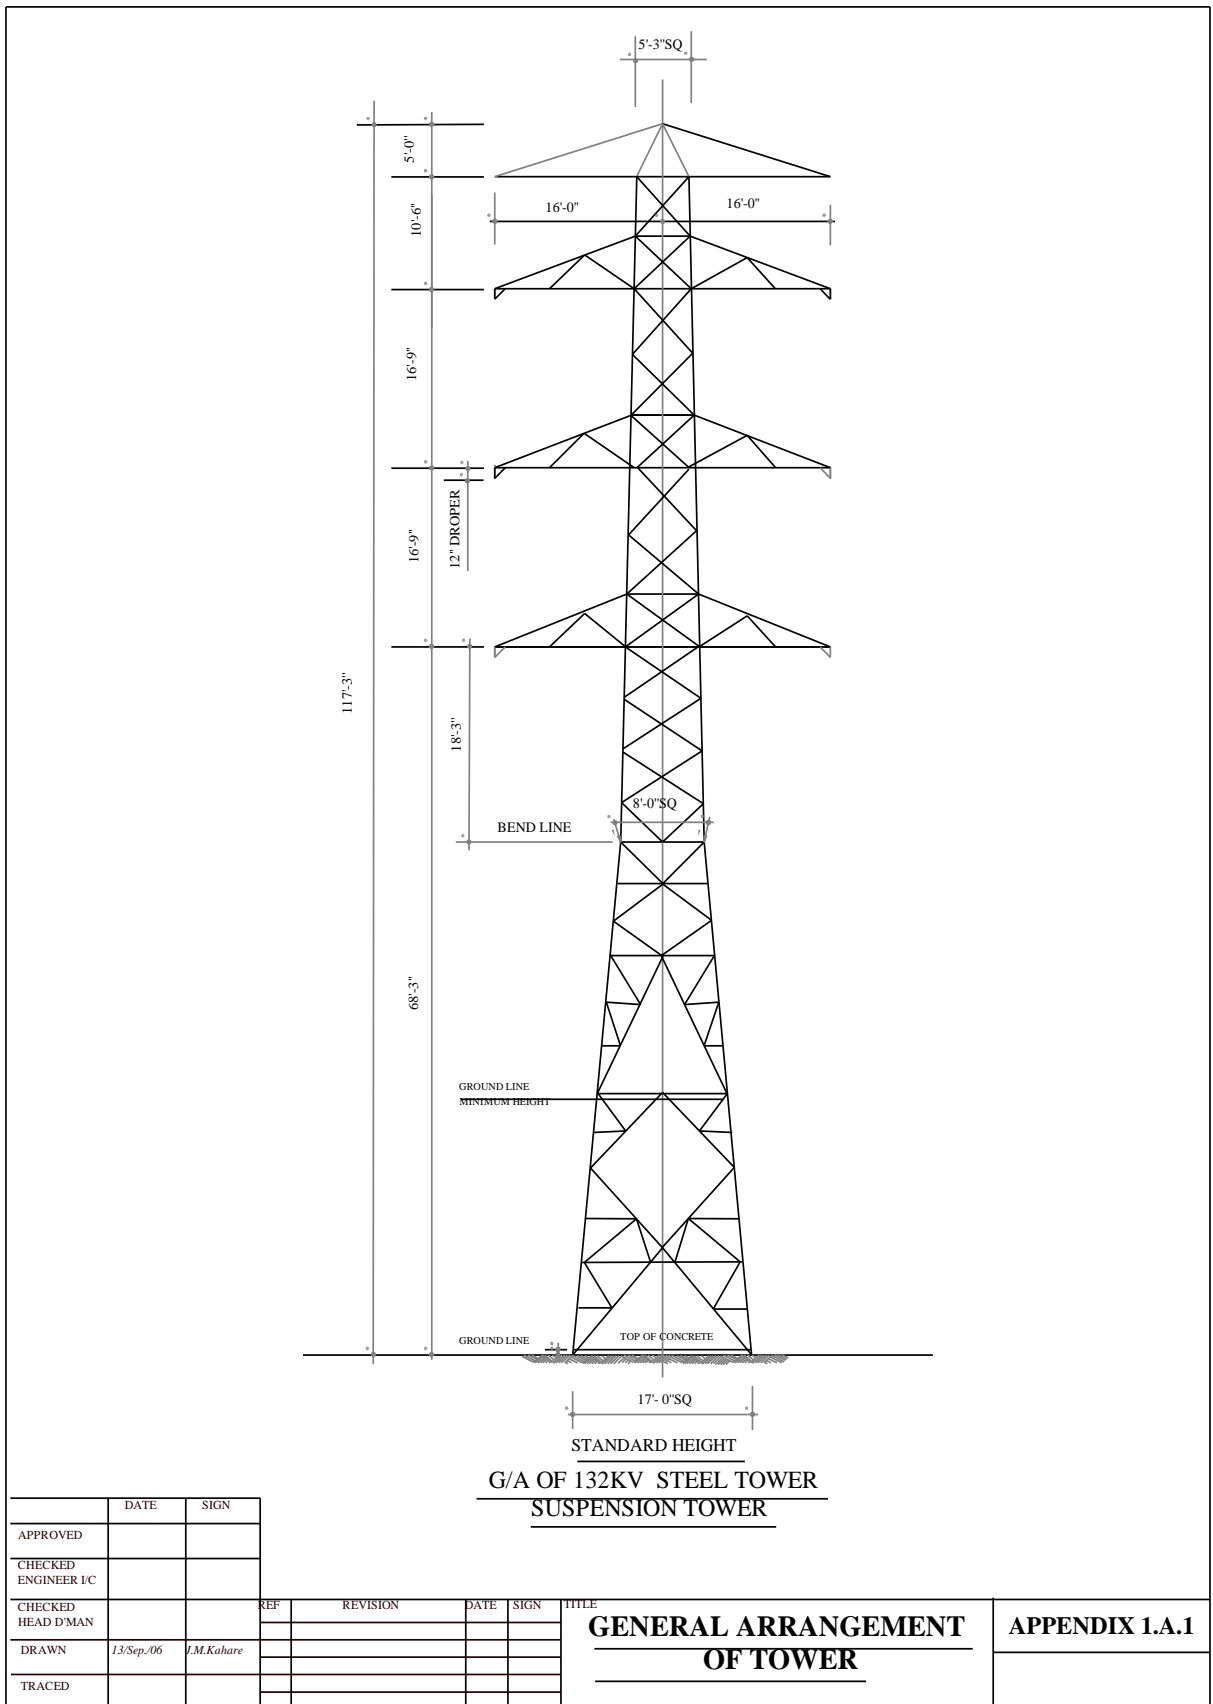 5'-3"SQ
5'-0"
10'-6"
16'-0"
16'-0"
16'-9"
12" DROPER
16'-9"
117'-3"
18'-3"
8'-0"SQ
BEND LINE
68'-3"
GROUND LINE
MINIMUM HEIGHT
GROUND LINE
TOP OF CONCRETE
17'- 0"SQ
STANDARD HEIGHT
G/A OF 132KV STEEL TOWER
SUSPENSION TOWER
DATE SIGN
APPROVED
CHECKED
ENGINEER I/C
CHECKED
HEAD D'MAN
DRAWN 13/Sep./06 J.M.Kahare
TRACED
REF REVISION DATE SIGN TITLE
GENERAL ARRANGEMENT
OF TOWER
APPENDIX 1.A.1